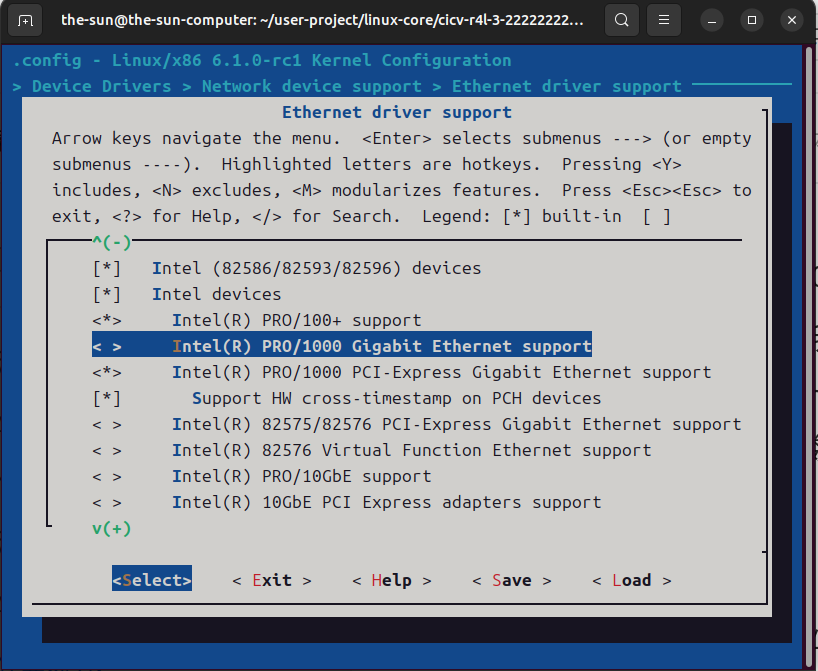 the-sun@the-sun-computer: ~/user-project/linux-core/cicv-r4l-3-22222222...
.config - Linux/x86 6.1.0-rc1 Kernel Configuration
> Device Drivers > Network device support > Ethernet driver support
Ethernet driver support
Arrow keys navigate the menu.  <Enter> selects submenus ---> (or empty
submenus ----).  Highlighted letters are hotkeys.  Pressing <Y>
includes, <N> excludes, <M> modularizes features.  Press <Esc><Esc> to
exit, <?> for Help, </> for Search.  Legend: [*] built-in  [ ]
^(-)
[*]   Intel (82586/82593/82596) devices
[*]   Intel devices
<*>     Intel(R) PRO/100+ support
< >     Intel(R) PRO/1000 Gigabit Ethernet support
<*>     Intel(R) PRO/1000 PCI-Express Gigabit Ethernet support
[*]       Support HW cross-timestamp on PCH devices
< >     Intel(R) 82575/82576 PCI-Express Gigabit Ethernet support
< >     Intel(R) 82576 Virtual Function Ethernet support
< >     Intel(R) PRO/10GbE support
< >     Intel(R) 10GbE PCI Express adapters support
v(+)
<Select>    < Exit >    < Help >    < Save >    < Load >